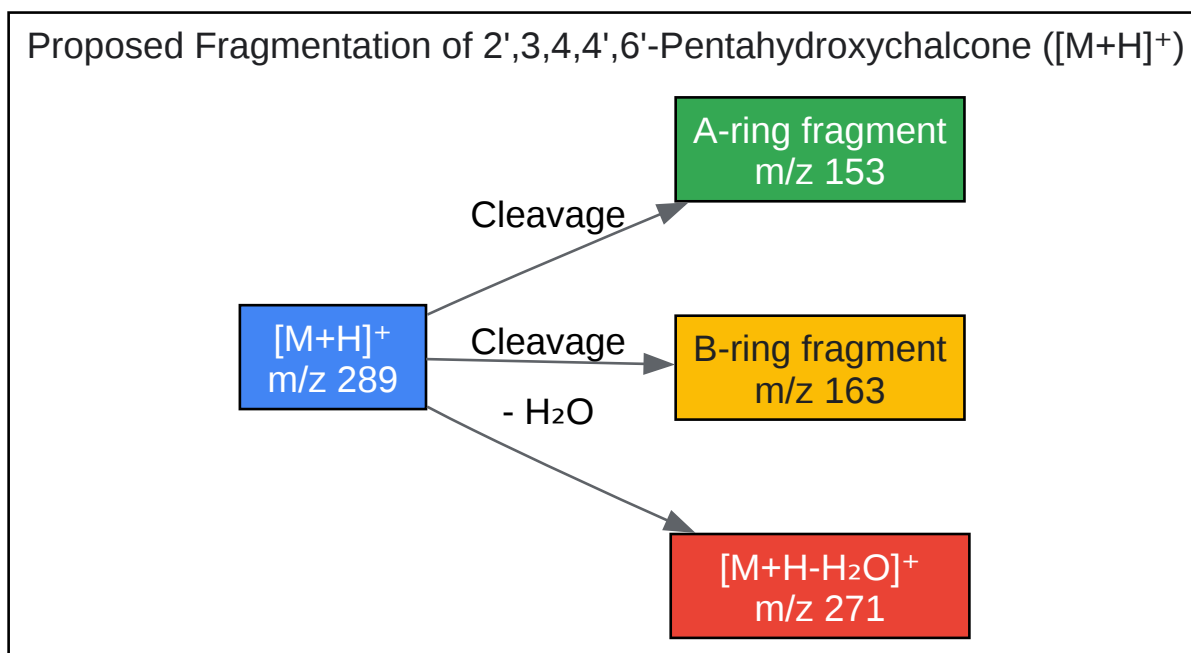 Proposed Fragmentation of 2',3,4,4',6'-Pentahydroxychalcone ([M+H]⁺)
A-ring fragment
m/z 153
Cleavage
[M+H]⁺
m/z 289
Cleavage
B-ring fragment
m/z 163
- H₂O
[M+H-H₂O]⁺
m/z 271